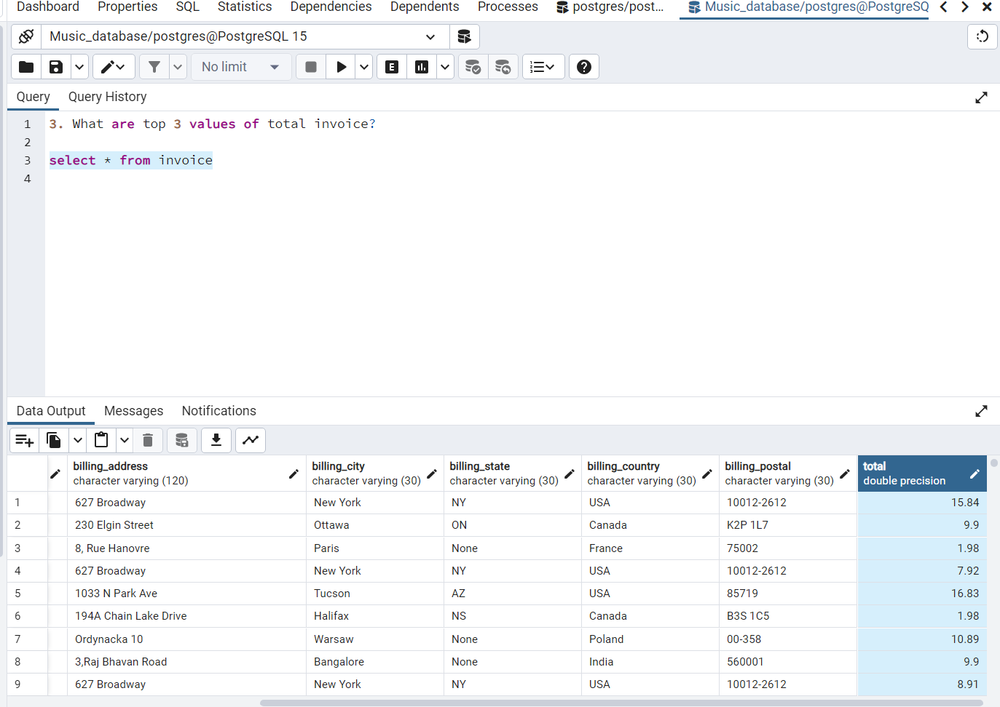 Dashboard Properties SQL Statistics Dependencies Dependents Processes postgres/post... Music_database/postgres@PostgreSQ
Music_database/postgres@PostgreSQL 15
No limit E
Query Query History
1 3. What are top 3 values of total invoice?
2
3 select * from invoice
4
Data Output Messages Notifications
billing_address billing_city billing_state billing_country billing_postal total
character varying (120) character varying (30) character varying (30) character varying (30) character varying (30) double precision
1 627 Broadway New York NY USA 10012-2612 15.84
2 230 Elgin Street Ottawa ON Canada K2P 1L7 9.9
3 8, Rue Hanovre Paris None France 75002 1.98
4 627 Broadway New York NY USA 10012-2612 7.92
5 1033 N Park Ave Tucson AZ USA 85719 16.83
6 194A Chain Lake Drive Halifax NS Canada B3S 1C5 1.98
7 Ordynacka 10 Warsaw None Poland 00-358 10.89
8 3,Raj Bhavan Road Bangalore None India 560001 9.9
9 627 Broadway New York NY USA 10012-2612 8.91